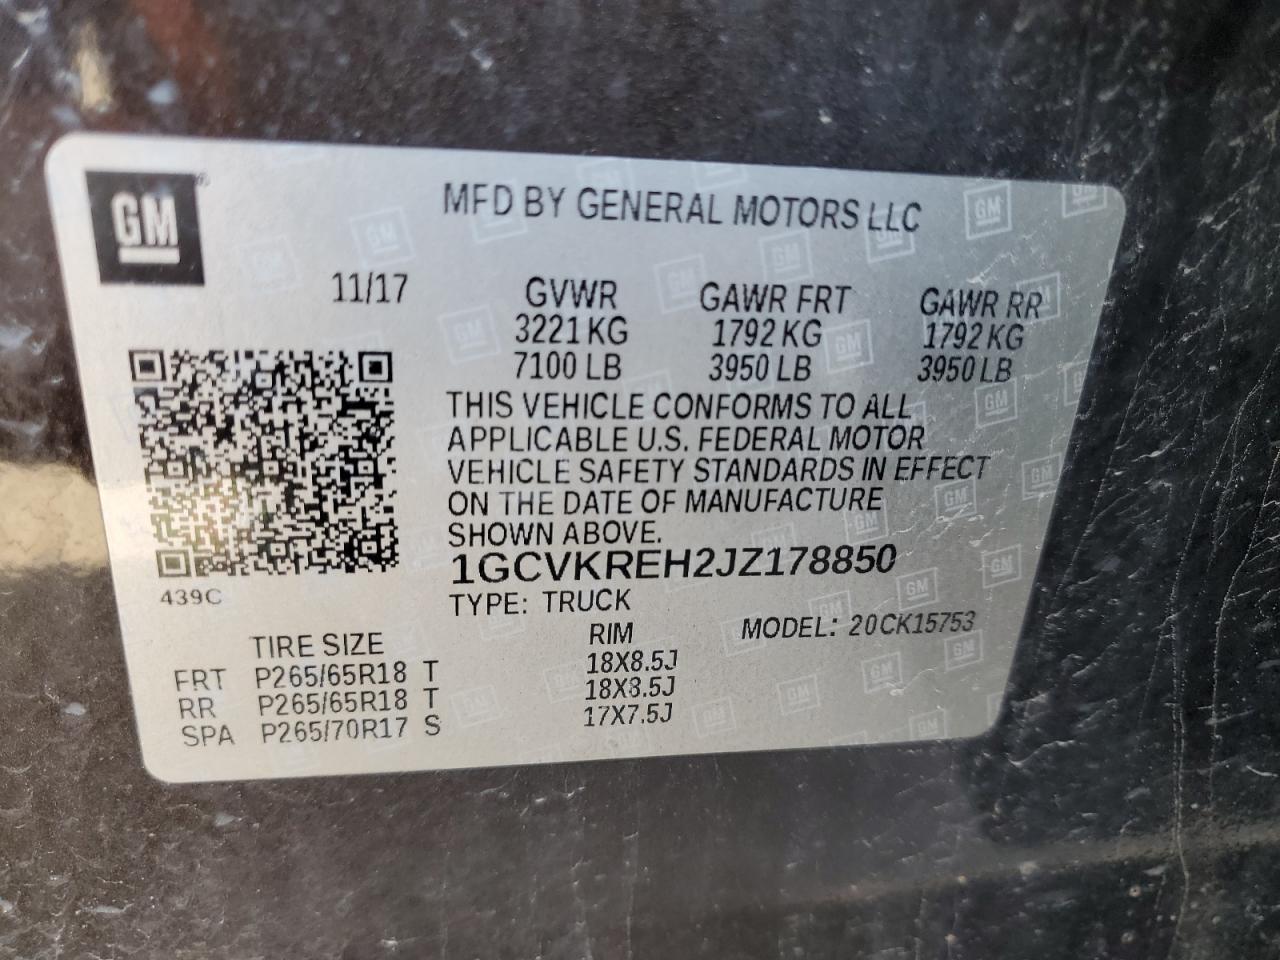 GM
MFD BY GENERAL MOTORS LLC
11/17 GVWR GAWR FRT GAWR RR
3221 KG 1792 KG 1792 KG
7100 LB 3950 LB 3950 LB
THIS VEHICLE CONFORMS TO ALL
APPLICABLE U.S. FEDERAL MOTOR
VEHICLE SAFETY STANDARDS IN EFFECT
ON THE DATE OF MANUFACTURE
SHOWN ABOVE.
1GCVKREH2JZ178850
439C
TYPE: TRUCK
MODEL: 20CK15753
TIRE SIZE RIM
FRT P265/65R18 T 18X8.5J
RR P265/65R18 T 18X8.5J
SPA P265/70R17 S 17X7.5J